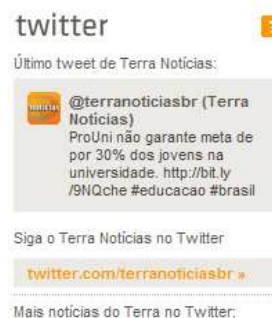 twitter
Último tweet de Terra Notícias:
@terranoticiasbr (Terra
Noticias)
ProUni não garante meta de
por 30% dos jovens na
universidade. http://bit.ly
/9NQche #educacao #brasil
Siga o Terra Notícias no Twitter
twitter.com/terranoticiasbr »
Mais notícias do Terra no Twitter: